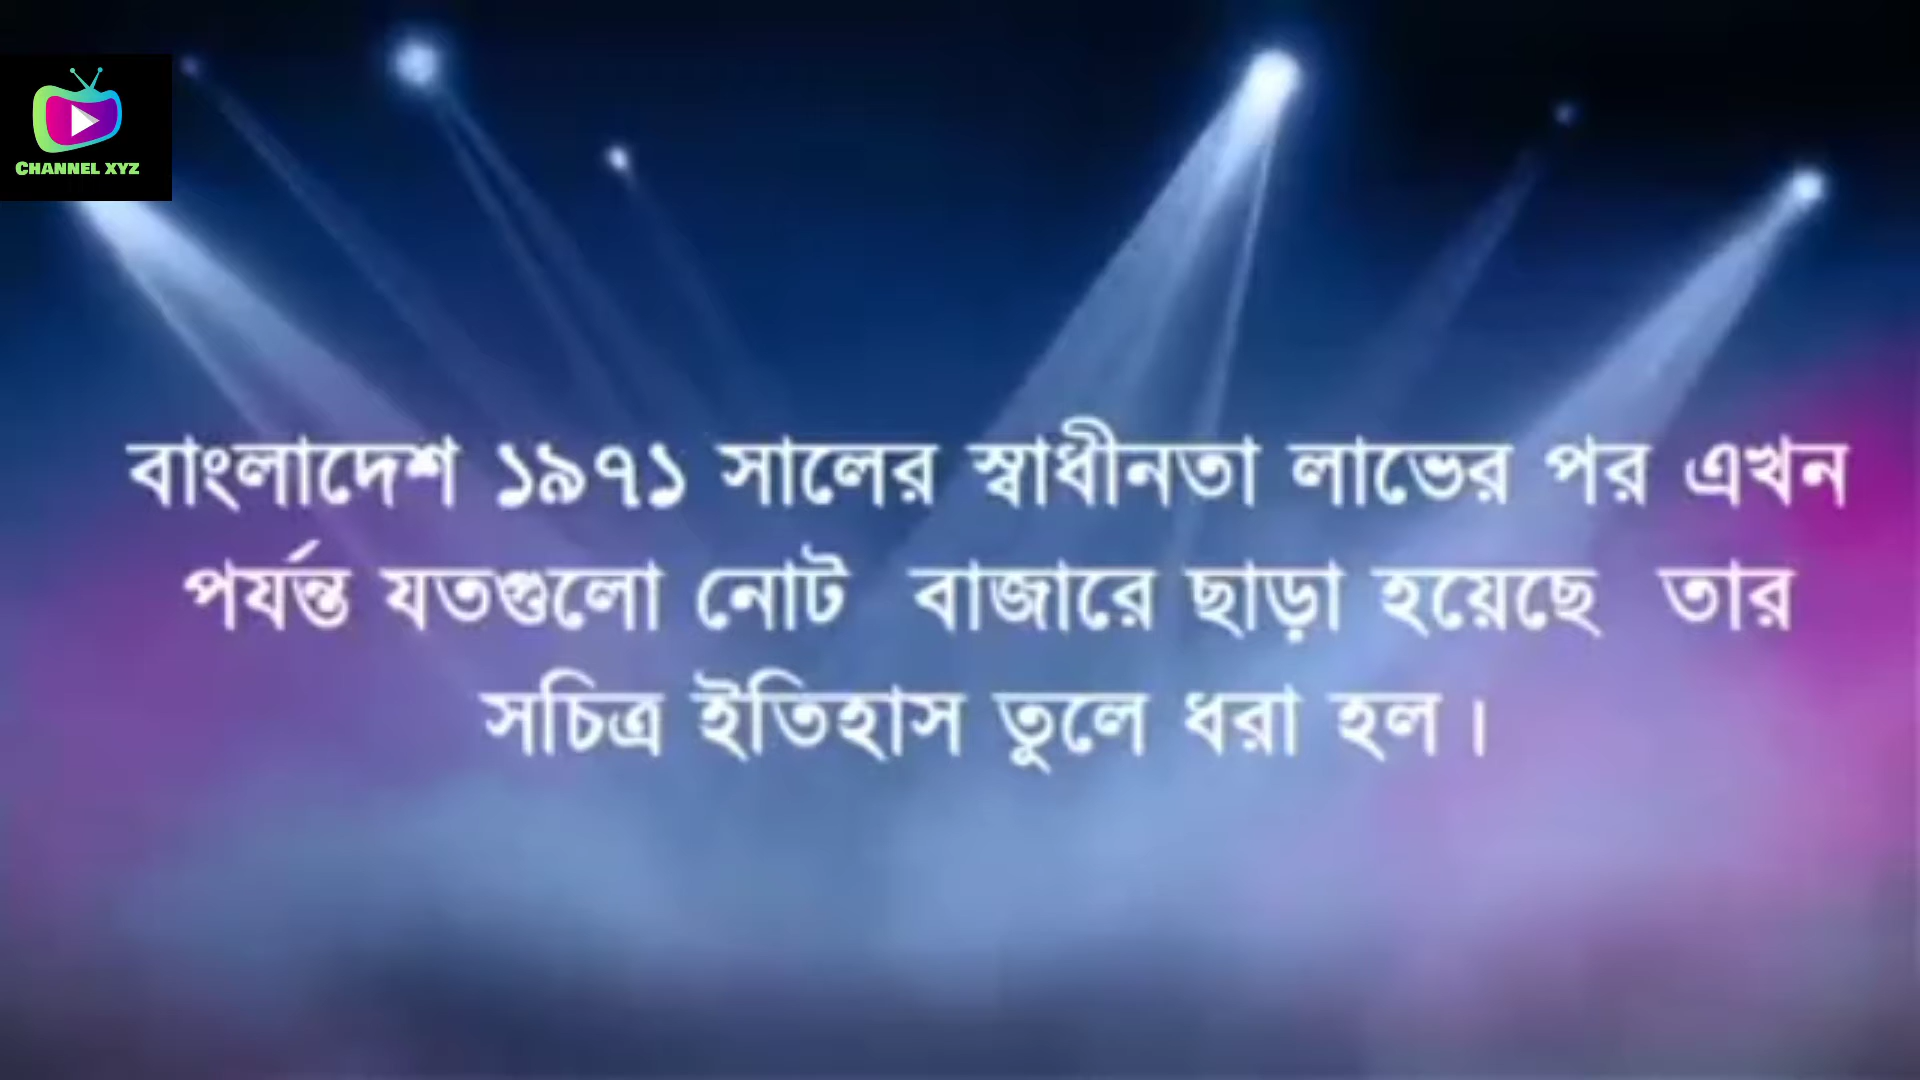 CHANNEL XYZ
বাংলাদেশ ১৯৭১ সালের স্বাধীনতা লাভের পর এখন
পর্যন্ত যতগুলো নোট বাজারে ছাড়া হয়েছে তার
সচিত্র ইতিহাস তুলে ধরা হল।